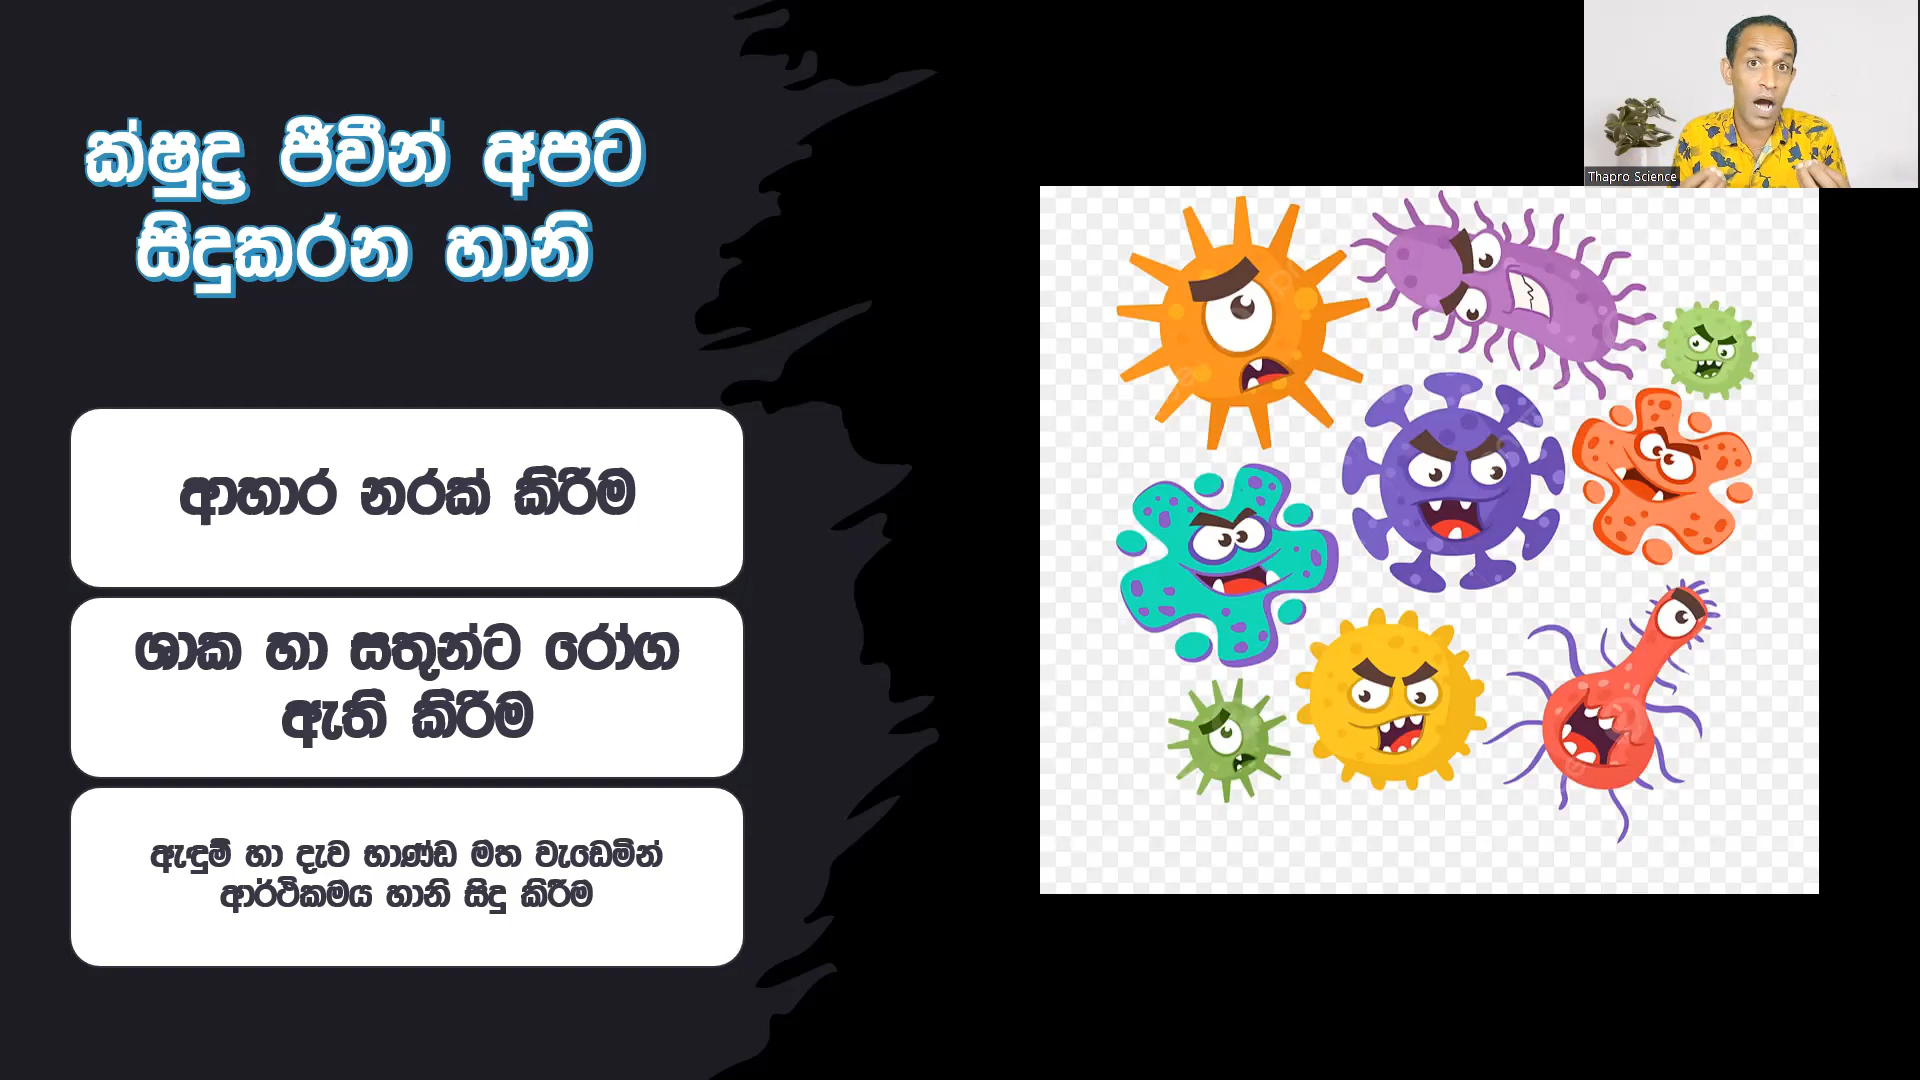 ක්ෂුද්‍ර ජීවීන් අපට
සිදුකරන හානි
ආහාර නරක් කිරීම
ශාක හා සතුන්ට රෝග
ඇති කිරීම
ඇඳුම් හා දැව භාණ්ඩ මත වැඩෙමින්
ආර්ථිකමය හානි සිදු කිරීම
Thapro Science